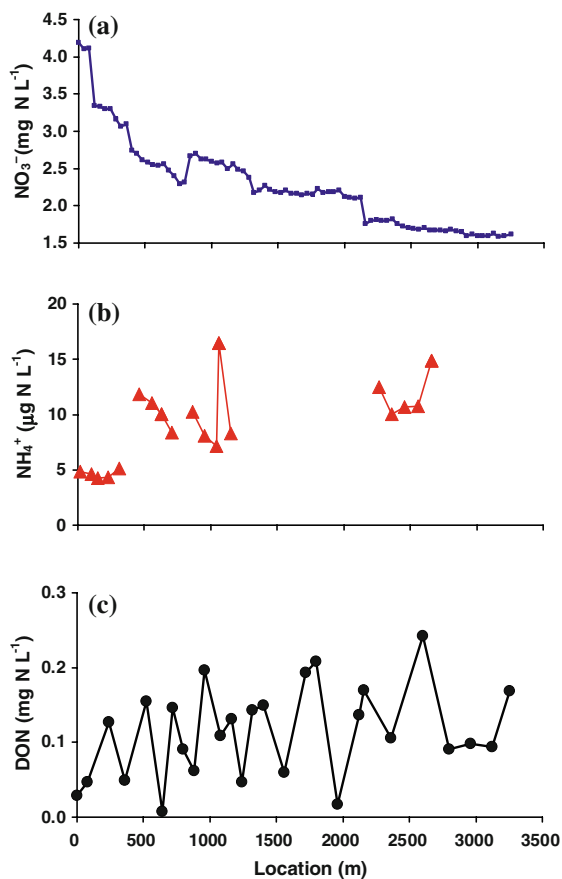 (a)
NO₃⁻ (mg N L⁻¹)
4.5
4.0
3.5
3.0
2.5
2.0
1.5
(b)
NH₄⁺ (µg N L⁻¹)
20
15
10
5
0
(c)
DON (mg N L⁻¹)
0.3
0.2
0.1
0.0
0 500 1000 1500 2000 2500 3000 3500
Location (m)